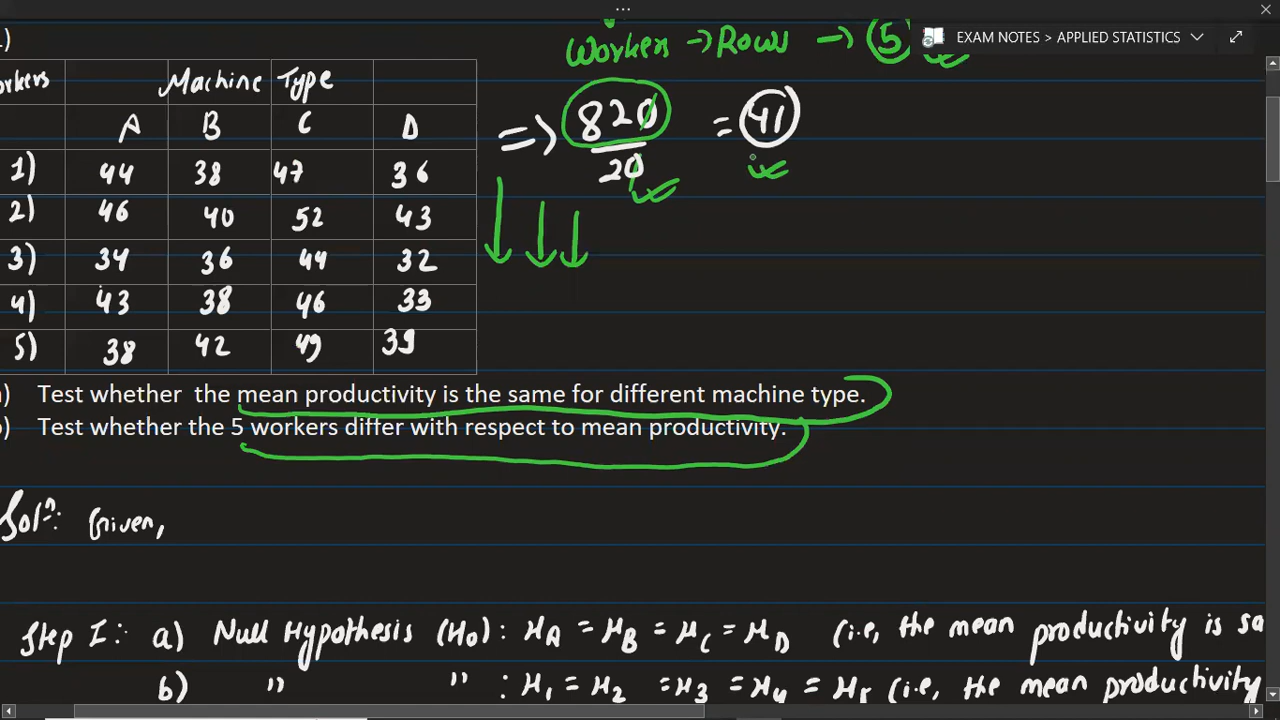 Workers → Rows → 5
EXAM NOTES > APPLIED STATISTICS
Machine Type
A B C D
1) 44 38 47 36
2) 46 40 52 43
3) 34 36 44 32
4) 43 38 46 33
5) 38 42 49 39
=> 820/20 = 41
Test whether the mean productivity is the same for different machine type.
Test whether the 5 workers differ with respect to mean productivity.
Solⁿ: Given,
Step I: a) Null Hypothesis (H₀): μA = μB = μC = μD (i.e, the mean productivity is
b) " " : μ1 = μ2 = μ3 = μ4 = μ5 (i.e, the mean productivity